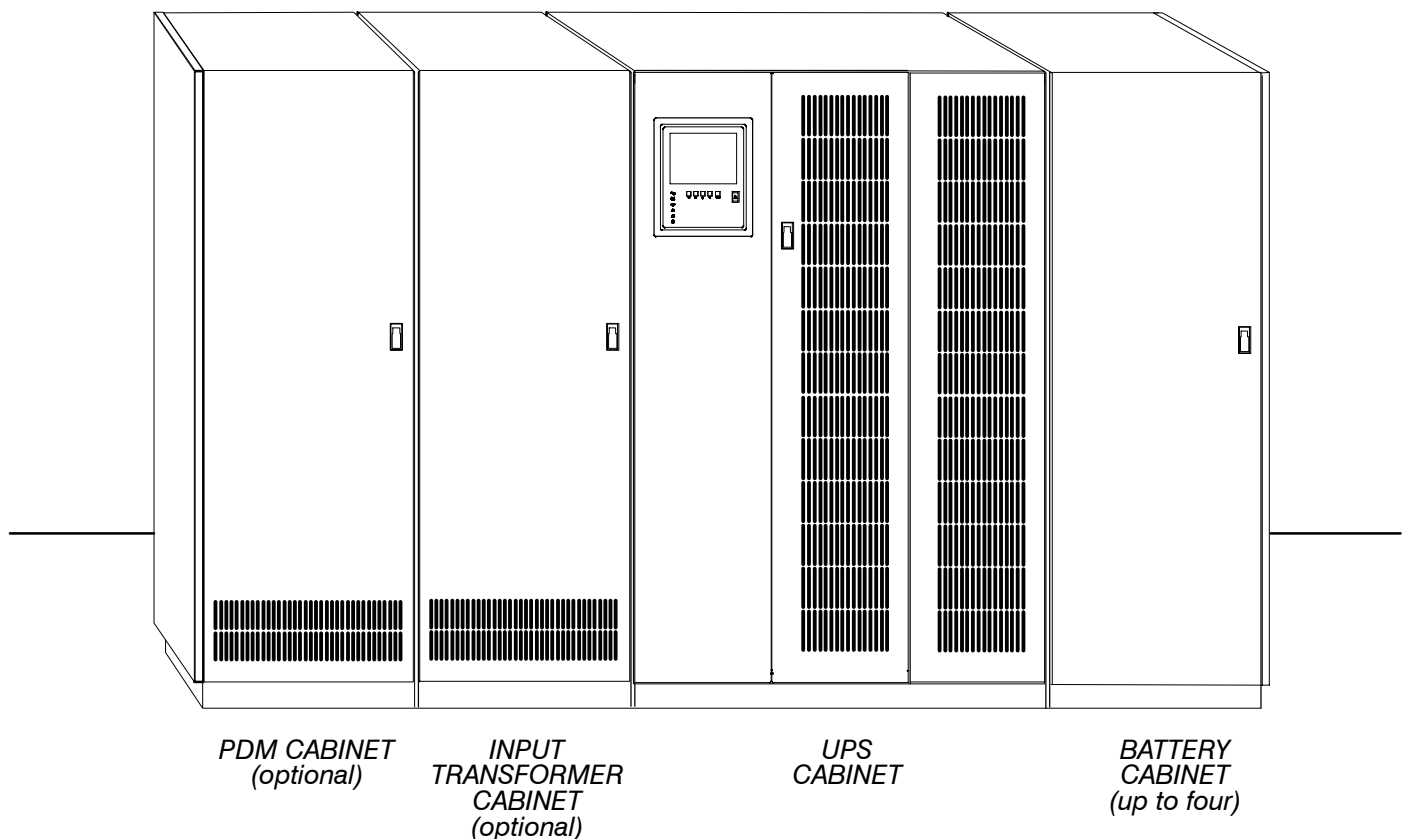 PDM CABINET
(optional)
INPUT
TRANSFORMER
CABINET
(optional)
UPS
CABINET
BATTERY
CABINET
(up to four)